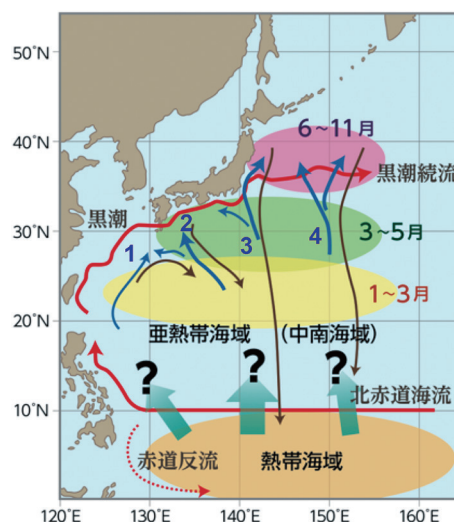 50°N
40°N
30°N
20°N
10°N
120°E
130°E
140°E
150°E
160°E
6～11月
黒潮続流
黒潮
3～5月
1
2
3
4
1～3月
亜熱帯海域 (中南海域)
? ? ?
北赤道海流
赤道反流
熱帯海域